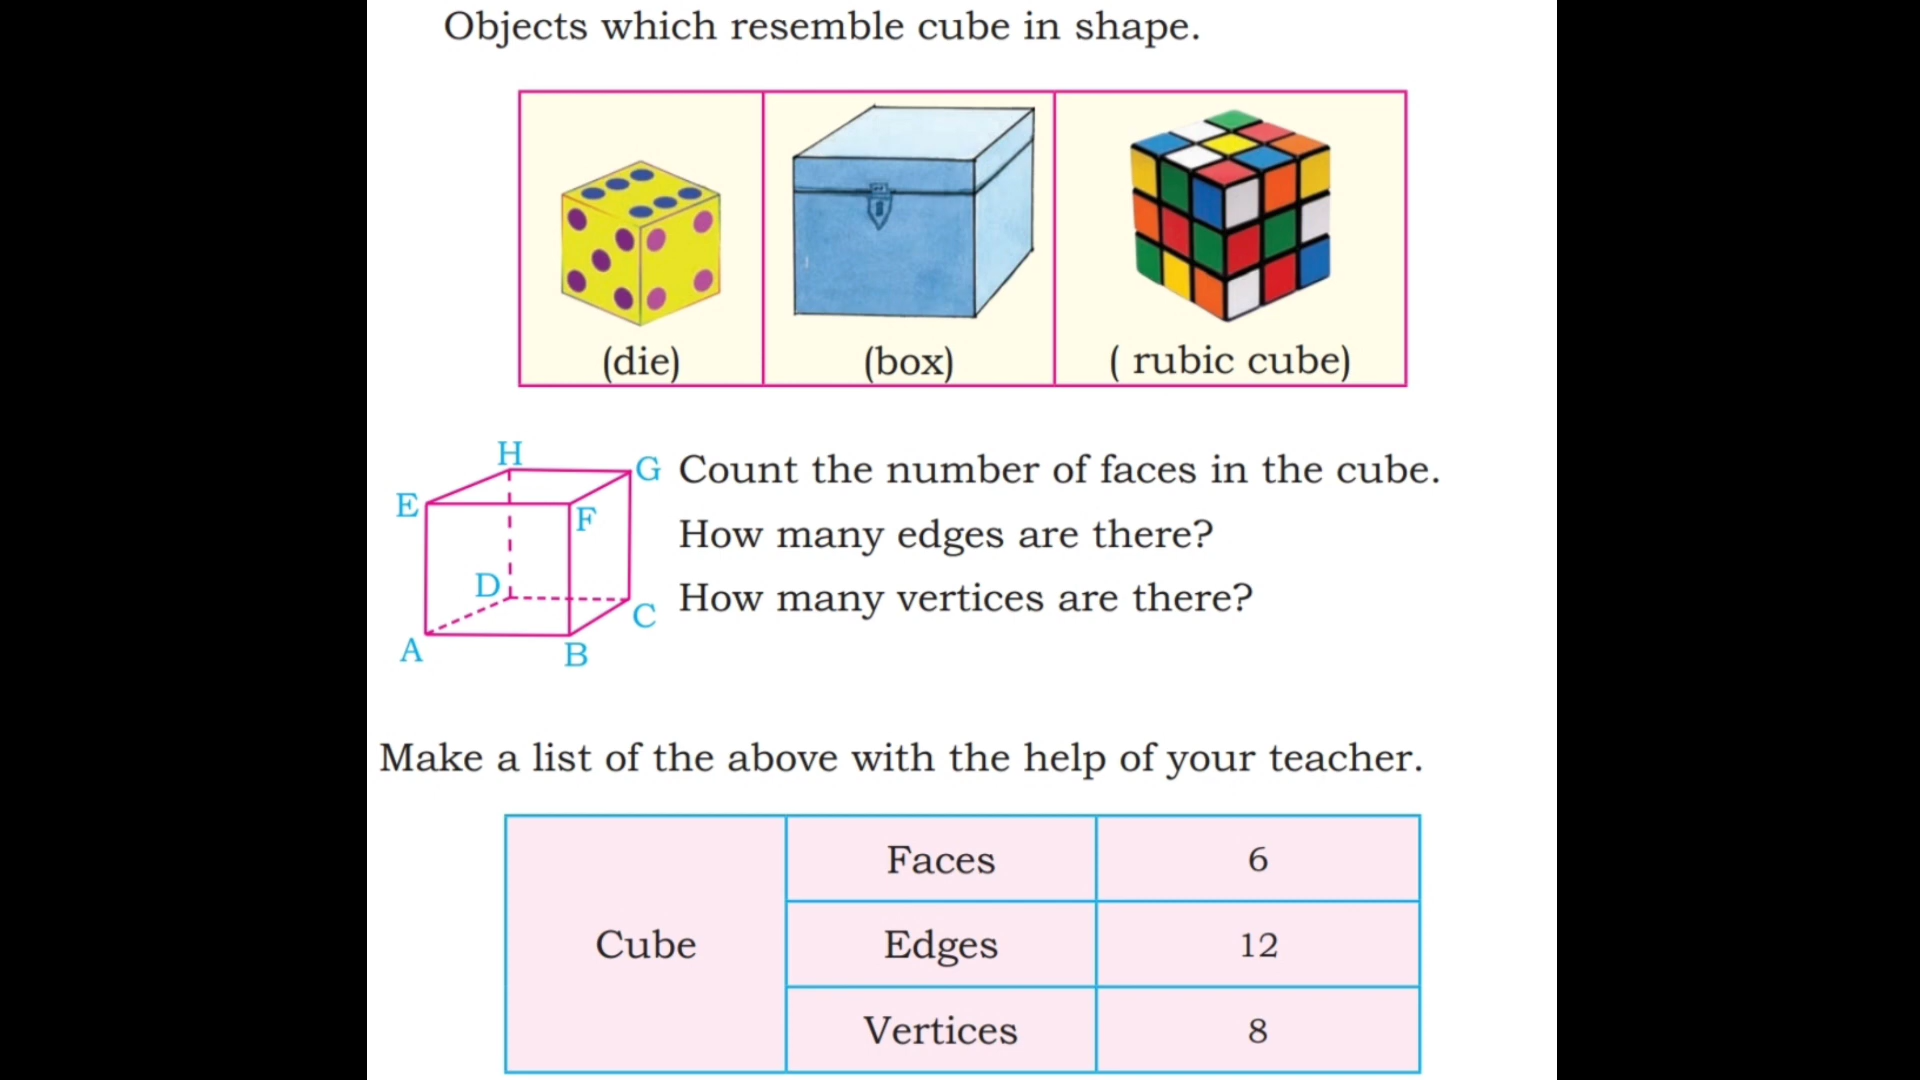 Objects which resemble cube in shape.
(die)
(box)
( rubic cube)
H
G
E
F
D
C
A
B
Count the number of faces in the cube.
How many edges are there?
How many vertices are there?
Make a list of the above with the help of your teacher.
Cube
Faces
6
Edges
12
Vertices
8